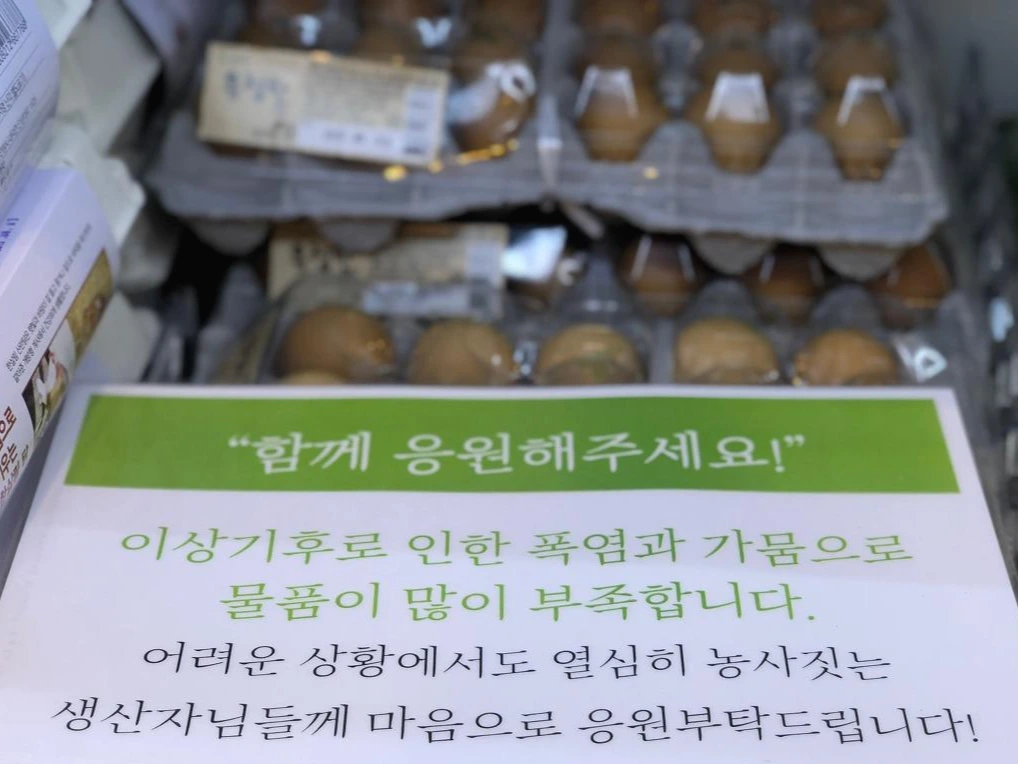 “함께 응원해주세요!”
이상기후로 인한 폭염과 가뭄으로
물품이 많이 부족합니다.
어려운 상황에서도 열심히 농사짓는
생산자님들께 마음으로 응원부탁드립니다!